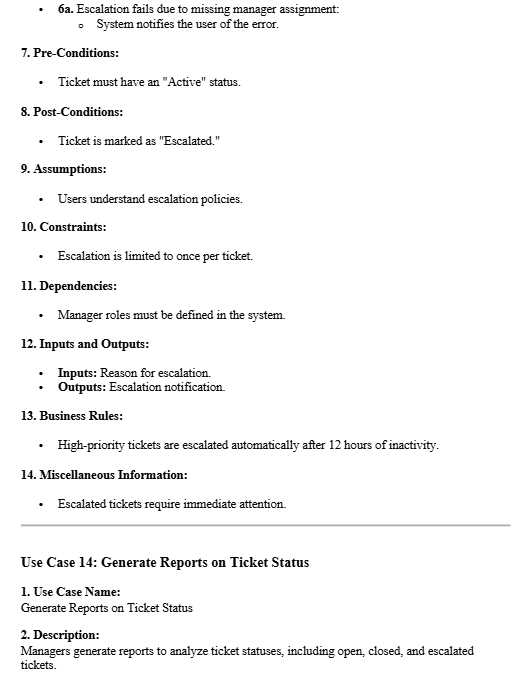 • 6a. Escalation fails due to missing manager assignment:
o System notifies the user of the error.
7. Pre-Conditions:
• Ticket must have an "Active" status.
8. Post-Conditions:
• Ticket is marked as "Escalated."
9. Assumptions:
• Users understand escalation policies.
10. Constraints:
• Escalation is limited to once per ticket.
11. Dependencies:
• Manager roles must be defined in the system.
12. Inputs and Outputs:
• Inputs: Reason for escalation.
• Outputs: Escalation notification.
13. Business Rules:
• High-priority tickets are escalated automatically after 12 hours of inactivity.
14. Miscellaneous Information:
• Escalated tickets require immediate attention.
Use Case 14: Generate Reports on Ticket Status
1. Use Case Name:
Generate Reports on Ticket Status
2. Description:
Managers generate reports to analyze ticket statuses, including open, closed, and escalated
tickets.